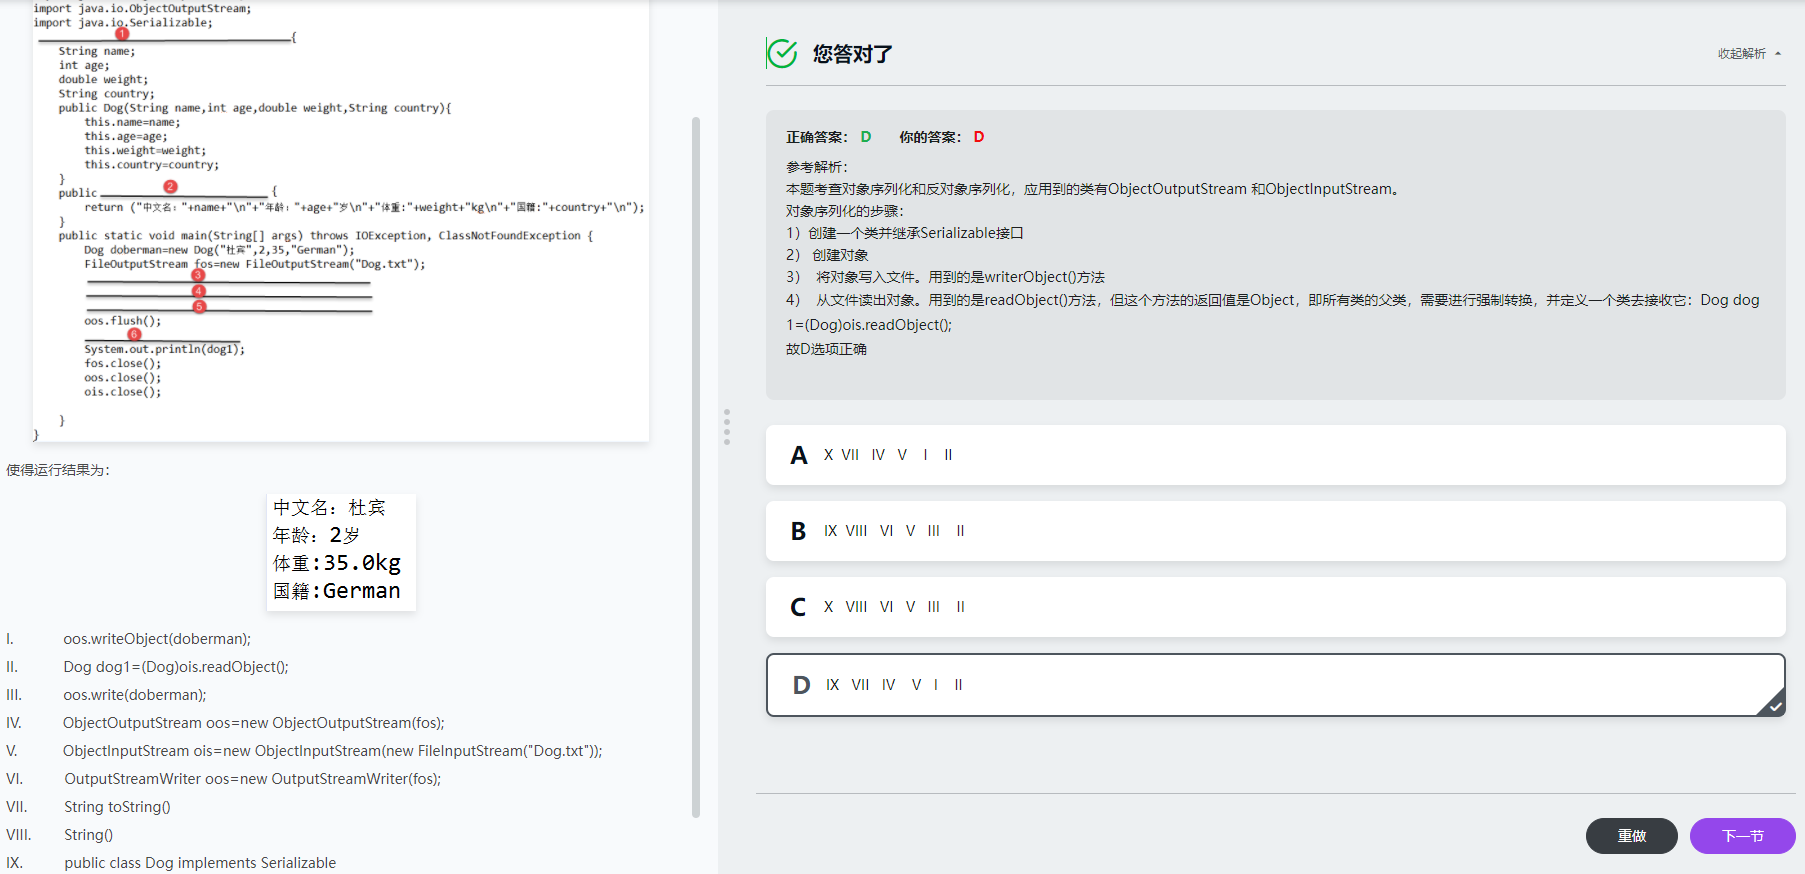 import java.io.ObjectOutputStream;
import java.io.Serializable;
1 {
String name;
int age;
double weight;
String country;
public Dog(String name,int age,double weight,String country){
this.name=name;
this.age=age;
this.weight=weight;
this.country=country;
}
public 2 {
return ("中文名："+name+"\n"+"年龄："+age+"岁\n"+"体重:"+weight+"kg\n"+"国籍:"+country+"\n");
}
public static void main(String[] args) throws IOException, ClassNotFoundException {
Dog doberman=new Dog("杜宾",2,35,"German");
FileOutputStream fos=new FileOutputStream("Dog.txt");
3
4
5
oos.flush();
6
System.out.println(dog1);
fos.close();
oos.close();
ois.close();
}
}
使得运行结果为：
中文名：杜宾
年龄：2岁
体重:35.0kg
国籍:German
I. oos.writeObject(doberman);
II. Dog dog1=(Dog)ois.readObject();
III. oos.write(doberman);
IV. ObjectOutputStream oos=new ObjectOutputStream(fos);
V. ObjectInputStream ois=new ObjectInputStream(new FileInputStream("Dog.txt"));
VI. OutputStreamWriter oos=new OutputStreamWriter(fos);
VII. String toString()
VIII. String()
IX. public class Dog implements Serializable
您答对了
收起解析
正确答案： D 你的答案： D
参考解析：
本题考查对象序列化和反对象序列化，应用到的类有ObjectOutputStream 和ObjectInputStream。
对象序列化的步骤：
1）创建一个类并继承Serializable接口
2） 创建对象
3） 将对象写入文件。用到的是writerObject()方法
4） 从文件读出对象。用到的是readObject()方法，但这个方法的返回值是Object，即所有类的父类，需要进行强制转换，并定义一个类去接收它：Dog dog
1=(Dog)ois.readObject();
故D选项正确
A X VII IV V I II
B IX VIII VI V III II
C X VIII VI V III II
D IX VII IV V I II
重做
下一节